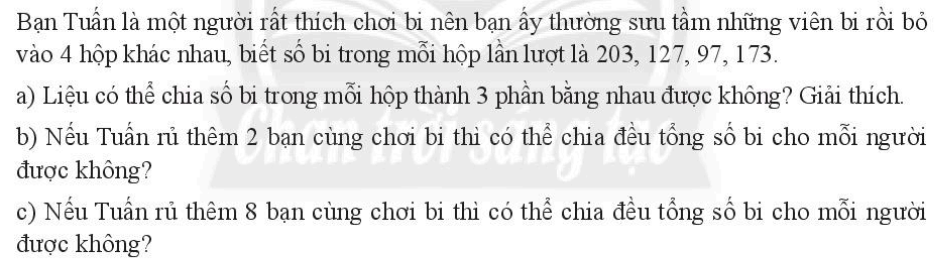 Bạn Tuấn là một người rất thích chơi bi nên bạn ấy thường sưu tầm những viên bi rồi bỏ
vào 4 hộp khác nhau, biết số bi trong mỗi hộp lần lượt là 203, 127, 97, 173.
a) Liệu có thể chia số bi trong mỗi hộp thành 3 phần bằng nhau được không? Giải thích.
b) Nếu Tuấn rủ thêm 2 bạn cùng chơi bi thì có thể chia đều tổng số bi cho mỗi người
được không?
c) Nếu Tuấn rủ thêm 8 bạn cùng chơi bi thì có thể chia đều tổng số bi cho mỗi người
được không?
Chân trời sáng tạo